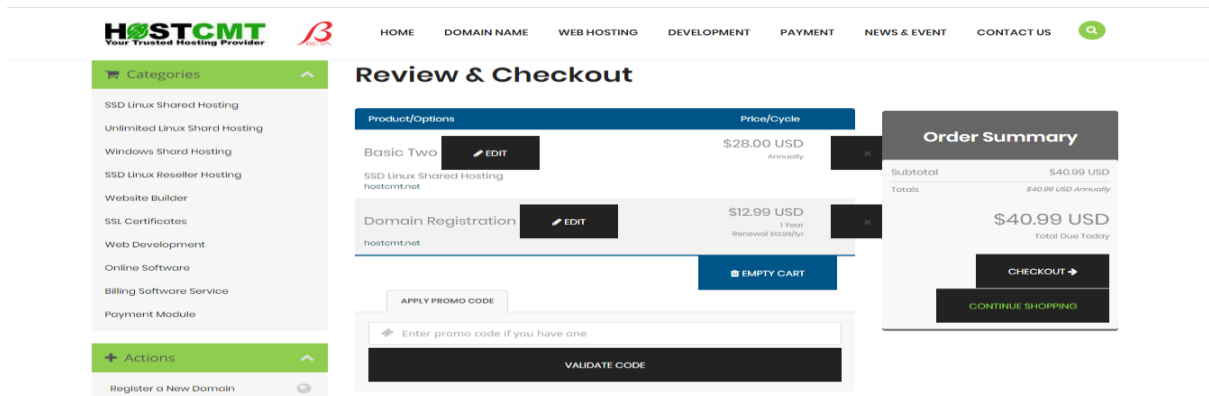 HOSTCMT
Your Trusted Hosting Provider
HOME DOMAIN NAME WEB HOSTING DEVELOPMENT PAYMENT NEWS & EVENT CONTACT US
Categories
SSD Linux Shared Hosting
Unlimited Linux Shard Hosting
Windows Shard Hosting
SSD Linux Reseller Hosting
Website Builder
SSL Certificates
Web Development
Online Software
Billing Software Service
Payment Module
Actions
Register a New Domain
Review & Checkout
Product/Options Price/Cycle
Basic Two EDIT $28.00 USD
Annually
SSD Linux Shared Hosting
hostcmt.net
Domain Registration EDIT $12.99 USD
1 Year
Renewal $12.99/yr
hostcmt.net
EMPTY CART
APPLY PROMO CODE
Enter promo code if you have one
VALIDATE CODE
Order Summary
Subtotal $40.99 USD
Totals $40.99 USD Annually
$40.99 USD
Total Due Today
CHECKOUT
CONTINUE SHOPPING